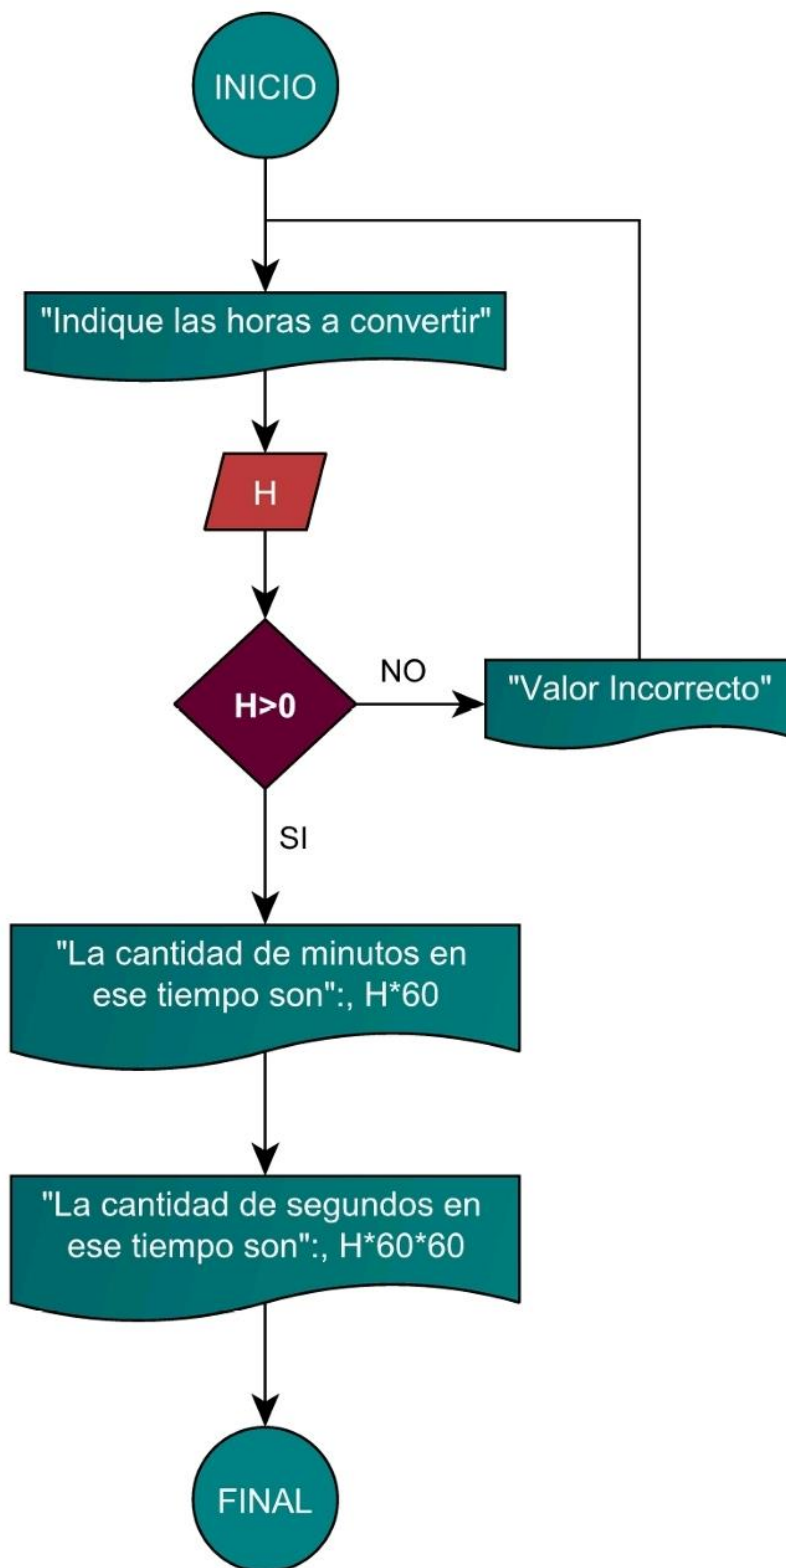 INICIO
"Indique las horas a convertir"
H
H>0
NO
"Valor Incorrecto"
SI
"La cantidad de minutos en
ese tiempo son":, H*60
"La cantidad de segundos en
ese tiempo son":, H*60*60
FINAL